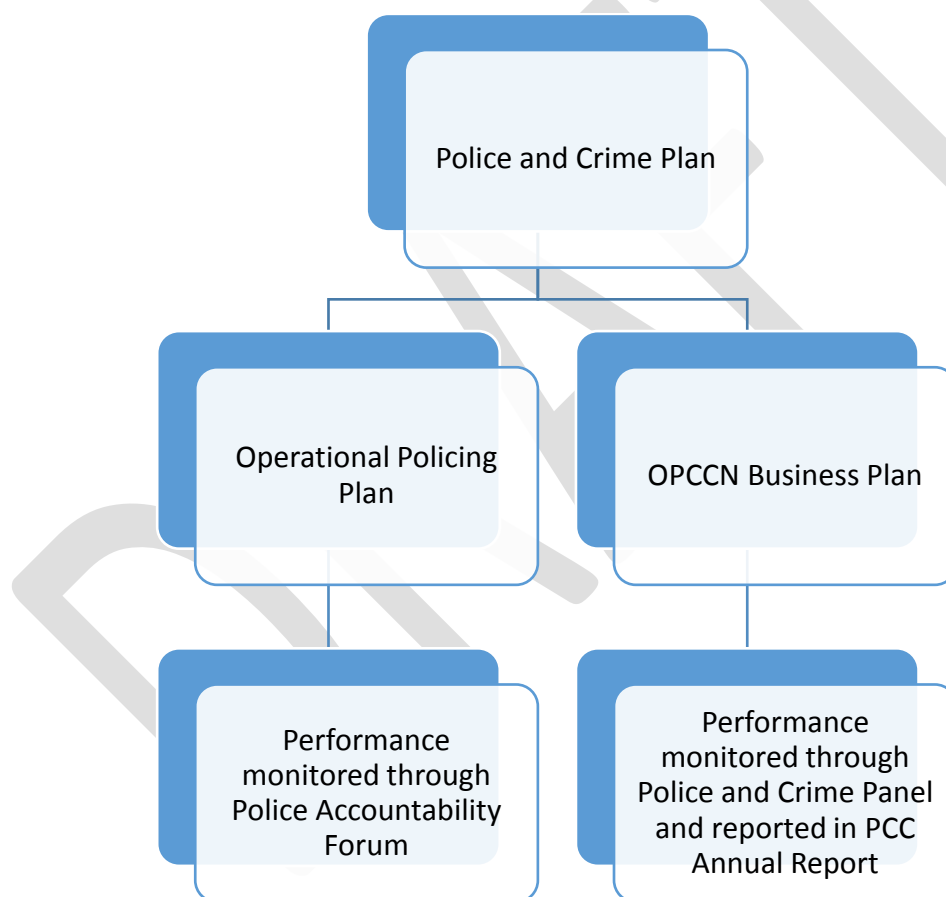 Police and Crime Plan
Operational Policing
Plan
OPCCN Business Plan
Performance
monitored through
Police Accountability
Forum
Performance
monitored through
Police and Crime Panel
and reported in PCC
Annual Report